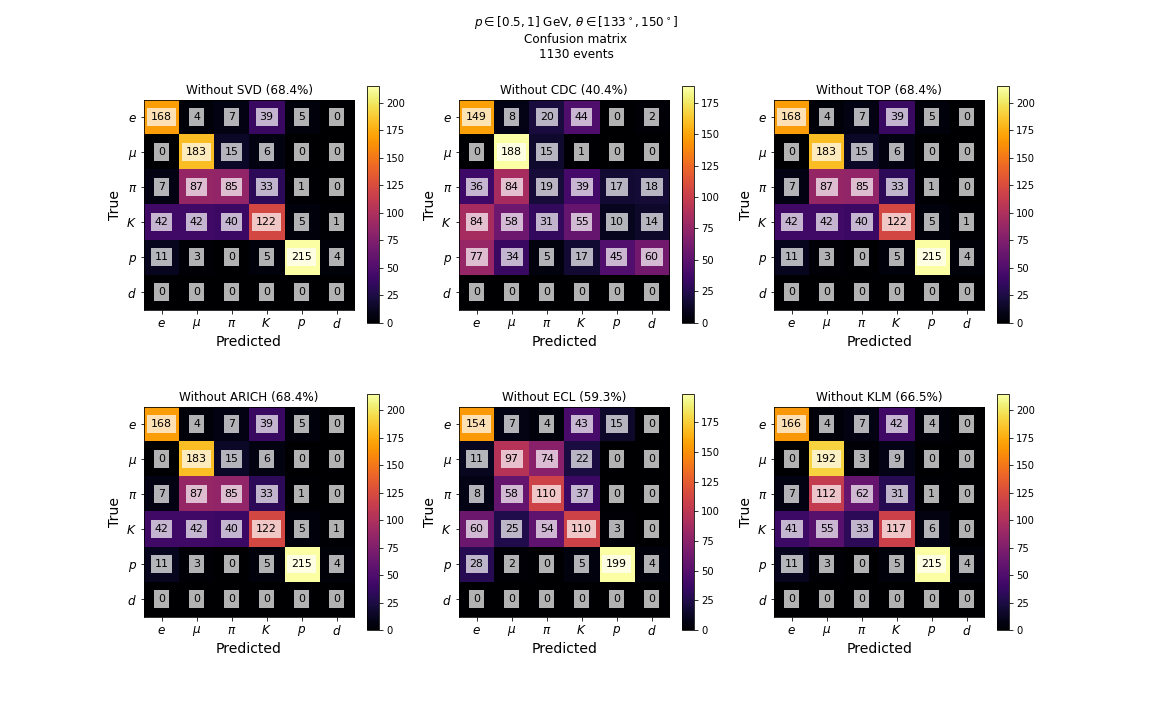 p ∈ [0.5, 1] GeV, θ ∈ [133°, 150°]
Confusion matrix
1130 events
Without SVD (68.4%)
True
e 168 4 7 39 5 0
μ 0 183 15 6 0 0
π 7 87 85 33 1 0
K 42 42 40 122 5 1
p 11 3 0 5 215 4
d 0 0 0 0 0 0
e μ π K p d
Predicted
200
175
150
125
100
75
50
25
0
Without CDC (40.4%)
True
e 149 8 20 44 0 2
μ 0 188 15 1 0 0
π 36 84 19 39 17 18
K 84 58 31 55 10 14
p 77 34 5 17 45 60
d 0 0 0 0 0 0
e μ π K p d
Predicted
175
150
125
100
75
50
25
0
Without TOP (68.4%)
True
e 168 4 7 39 5 0
μ 0 183 15 6 0 0
π 7 87 85 33 1 0
K 42 42 40 122 5 1
p 11 3 0 5 215 4
d 0 0 0 0 0 0
e μ π K p d
Predicted
200
175
150
125
100
75
50
25
0
Without ARICH (68.4%)
True
e 168 4 7 39 5 0
μ 0 183 15 6 0 0
π 7 87 85 33 1 0
K 42 42 40 122 5 1
p 11 3 0 5 215 4
d 0 0 0 0 0 0
e μ π K p d
Predicted
200
175
150
125
100
75
50
25
0
Without ECL (59.3%)
True
e 154 7 4 43 15 0
μ 11 97 74 22 0 0
π 8 58 110 37 0 0
K 60 25 54 110 3 0
p 28 2 0 5 199 4
d 0 0 0 0 0 0
e μ π K p d
Predicted
175
150
125
100
75
50
25
0
Without KLM (66.5%)
True
e 166 4 7 42 4 0
μ 0 192 3 9 0 0
π 7 112 62 31 1 0
K 41 55 33 117 6 0
p 11 3 0 5 215 4
d 0 0 0 0 0 0
e μ π K p d
Predicted
200
175
150
125
100
75
50
25
0